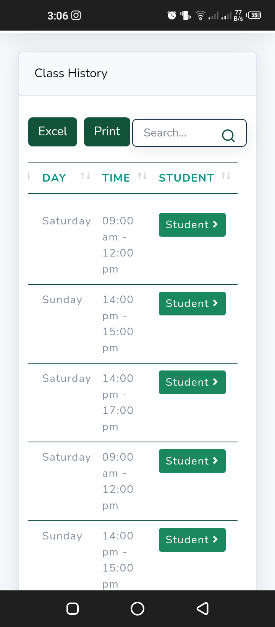 3:06 77 B/s 39
Class History
Excel Print Search...
DAY TIME STUDENT
Saturday 09:00 am - 12:00 pm Student
Sunday 14:00 pm - 15:00 pm Student
Saturday 14:00 pm - 17:00 pm Student
Saturday 09:00 am - 12:00 pm Student
Sunday 14:00 pm - 15:00 pm Student